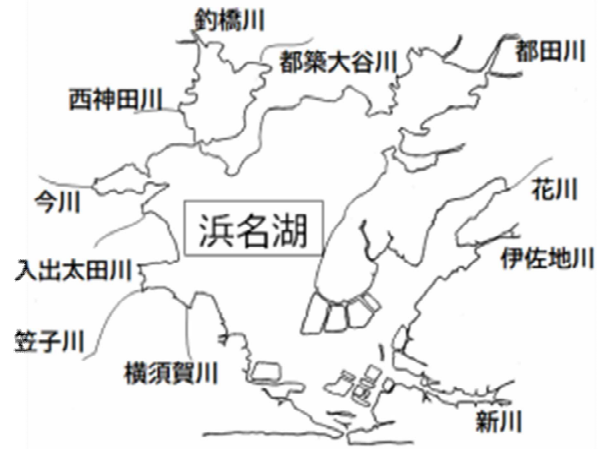 釣橋川
都築大谷川
都田川
西神田川
今川
花川
浜名湖
伊佐地川
入出太田川
笠子川
横須賀川
新川